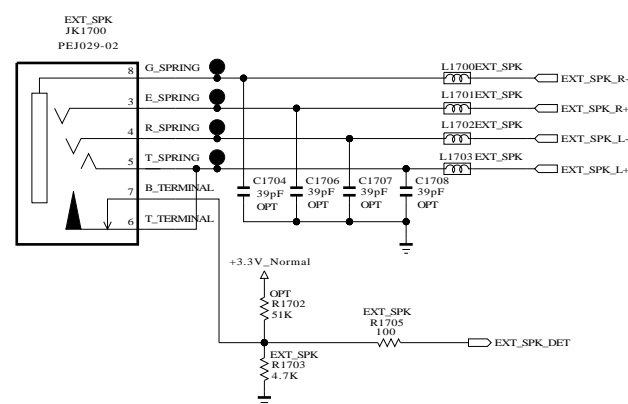 EXT_SPK
JK1700
PEJ029-02
8 G_SPRING
L1700EXT_SPK
EXT_SPK_R-
3 E_SPRING
L1701EXT_SPK
EXT_SPK_R+
4 R_SPRING
L1702EXT_SPK
EXT_SPK_L-
5 T_SPRING
L1703EXT_SPK
EXT_SPK_L+
7 B_TERMINAL
6 T_TERMINAL
C1704
39pF
OPT
C1706
39pF
OPT
C1707
39pF
OPT
C1708
39pF
OPT
+3.3V_Normal
OPT
R1702
51K
EXT_SPK
R1705
100
EXT_SPK_DET
EXT_SPK
R1703
4.7K